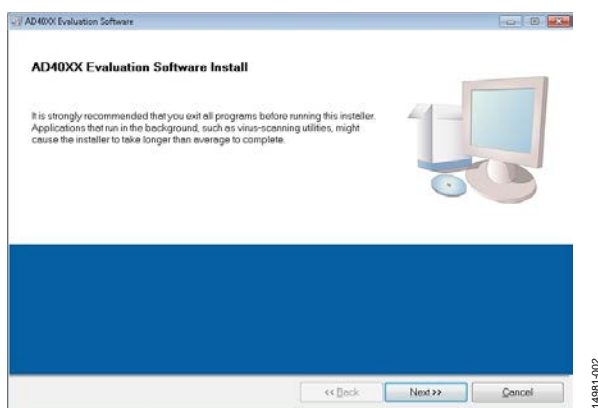 AD40XX Evaluation Software
AD40XX Evaluation Software Install
It is strongly recommended that you exit all programs before running this installer.
Applications that run in the background, such as virus-scanning utilities, might
cause the installer to take longer than average to complete.
<< Back
Next >>
Cancel
14981-002